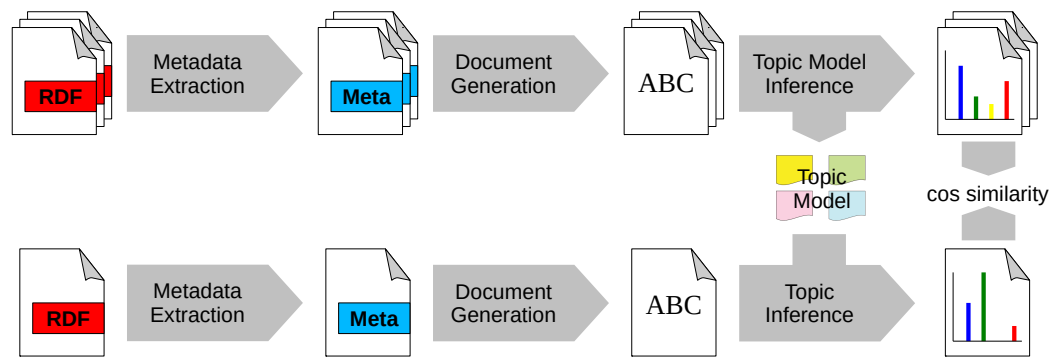 RDF
Metadata
Extraction
Meta
Document
Generation
ABC
Topic Model
Inference
Topic
Model
cos similarity
RDF
Metadata
Extraction
Meta
Document
Generation
ABC
Topic
Inference